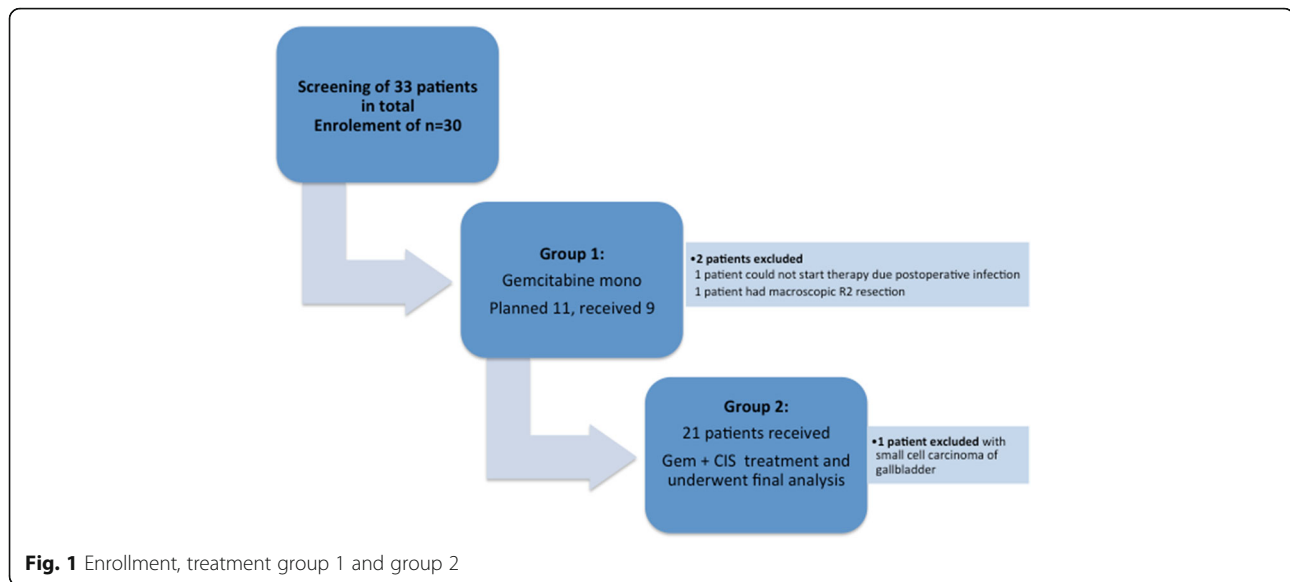 Screening of 33 patients
in total
Enrolement of n=30
Group 1:
Gemcitabine mono
Planned 11, received 9
•2 patients excluded
1 patient could not start therapy due postoperative infection
1 patient had macroscopic R2 resection
Group 2:
21 patients received
Gem + CIS treatment and
underwent final analysis
•1 patient excluded with
small cell carcinoma of
gallbladder
Fig. 1 Enrollment, treatment group 1 and group 2